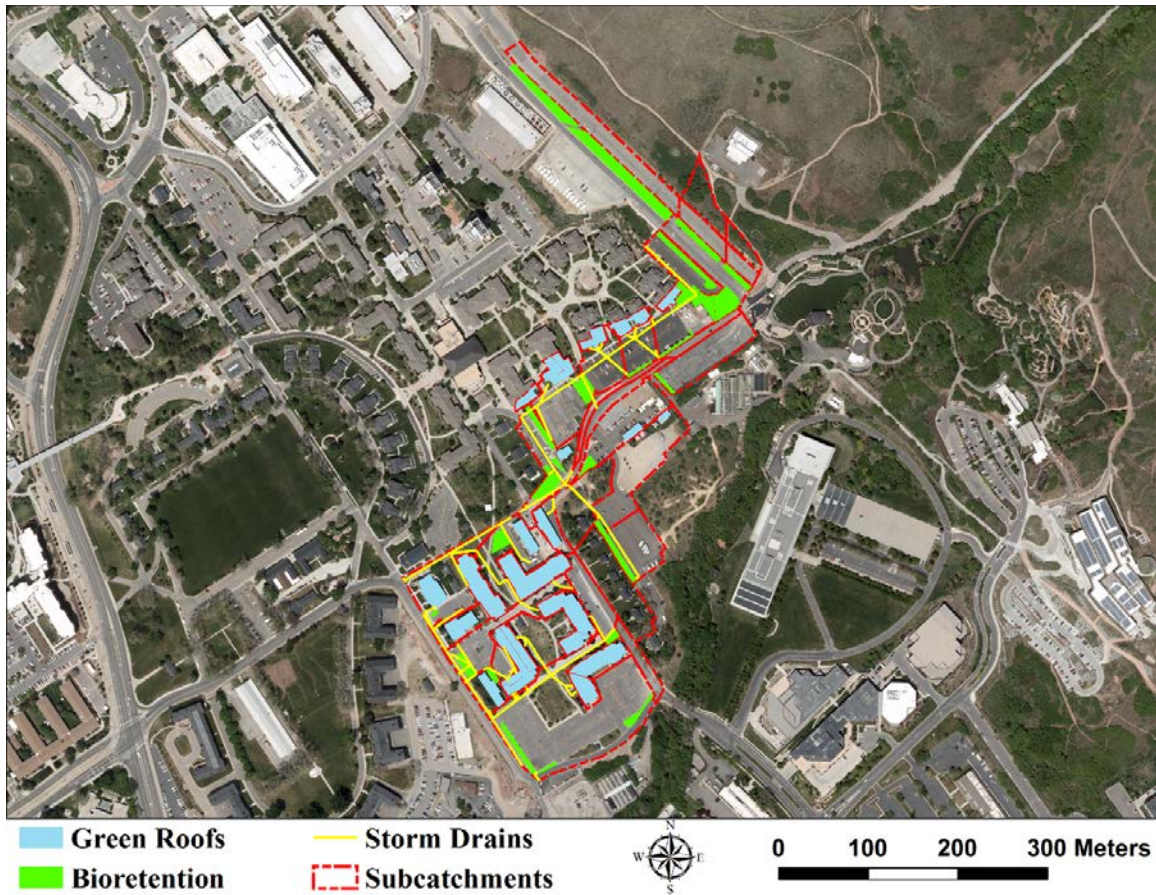 Green Roofs
Storm Drains
Bioretention
Subcatchments
N
W E
S
0 100 200 300 Meters